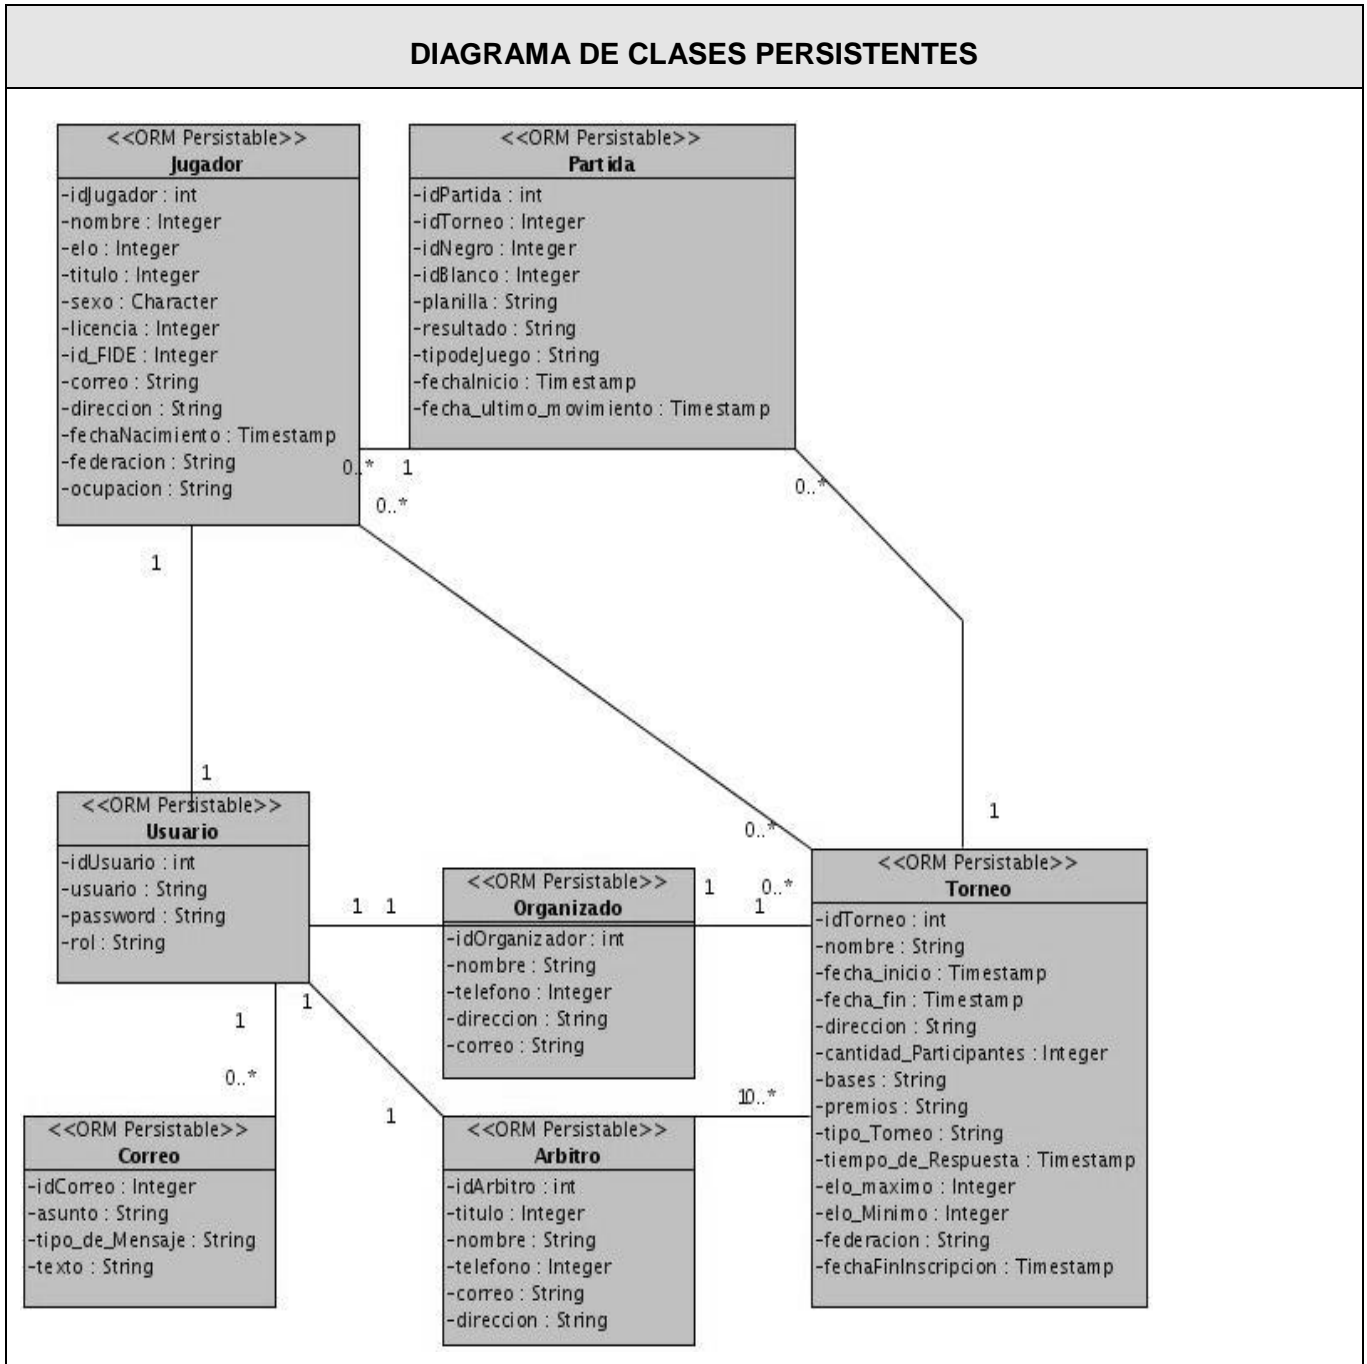 DIAGRAMA DE CLASES PERSISTENTES
<<ORM Persistable>>
Jugador
-idJugador : int
-nombre : Integer
-elo : Integer
-titulo : Integer
-sexo : Character
-licencia : Integer
-id_FIDE : Integer
-correo : String
-direccion : String
-fechaNacimiento : Timestamp
-federacion : String
-ocupacion : String
<<ORM Persistable>>
Partida
-idPartida : int
-idTorneo : Integer
-idNegro : Integer
-idBlanco : Integer
-planilla : String
-resultado : String
-tipodeJuego : String
-fechaInicio : Timestamp
-fecha_ultimo_movimiento : Timestamp
0..*
1
0..*
0..*
1
1
0..*
1
<<ORM Persistable>>
Usuario
-idUsuario : int
-usuario : String
-password : String
-rol : String
1
1
<<ORM Persistable>>
Organizado
-idOrganizador : int
-nombre : String
-telefono : Integer
-direccion : String
-correo : String
1
0..*
1
<<ORM Persistable>>
Torneo
-idTorneo : int
-nombre : String
-fecha_inicio : Timestamp
-fecha_fin : Timestamp
-direccion : String
-cantidad_Participantes : Integer
-bases : String
-premios : String
-tipo_Torneo : String
-tiempo_de_Respuesta : Timestamp
-elo_maximo : Integer
-elo_Minimo : Integer
-federacion : String
-fechaFinInscripcion : Timestamp
1
1
0..*
1
10..*
<<ORM Persistable>>
Correo
-idCorreo : Integer
-asunto : String
-tipo_de_Mensaje : String
-texto : String
<<ORM Persistable>>
Arbitro
-idArbitro : int
-titulo : Integer
-nombre : String
-telefono : Integer
-correo : String
-direccion : String